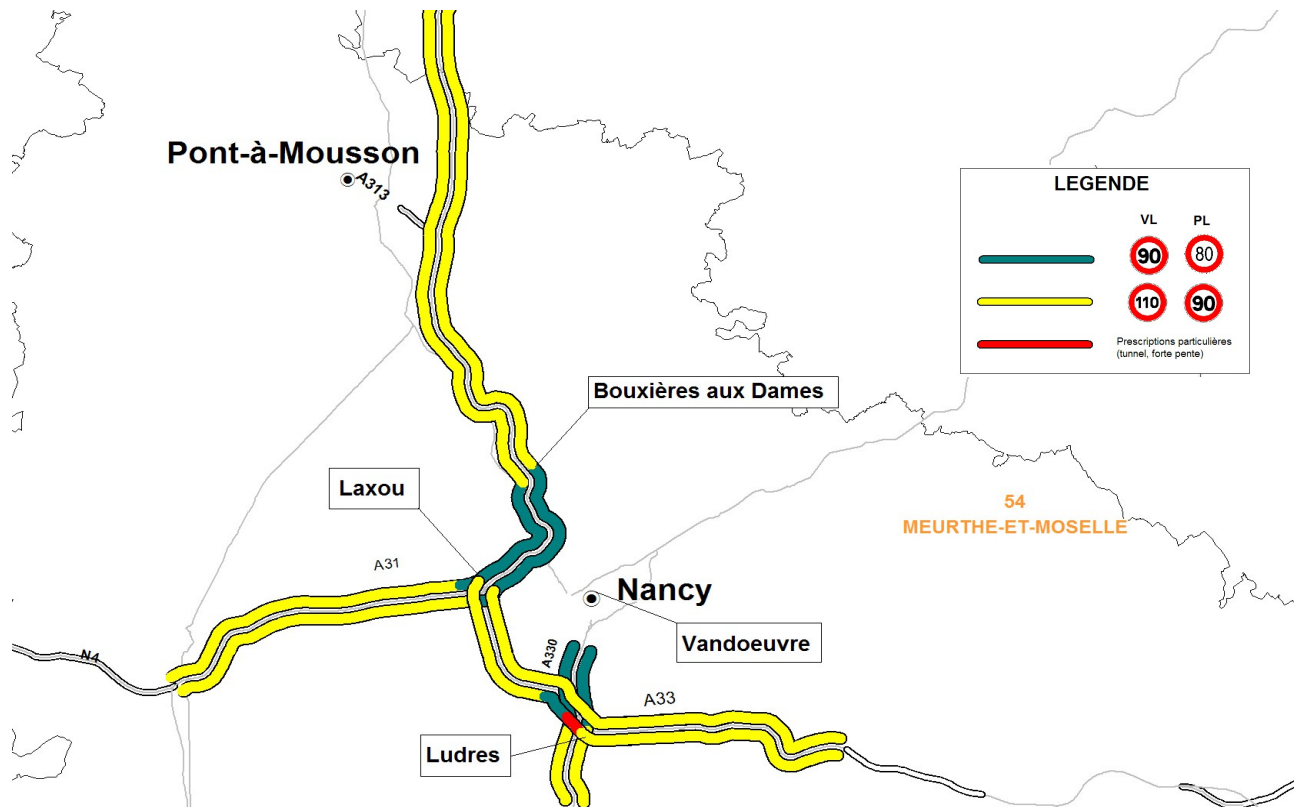 Pont-à-Mousson
A313
LEGENDE
VL PL
90 80
110 90
Prescriptions particulières
(tunnel, forte pente)
Bouxières aux Dames
Laxou
54
MEURTHE-ET-MOSELLE
A31
Nancy
Vandoeuvre
N4
A330
A33
Ludres